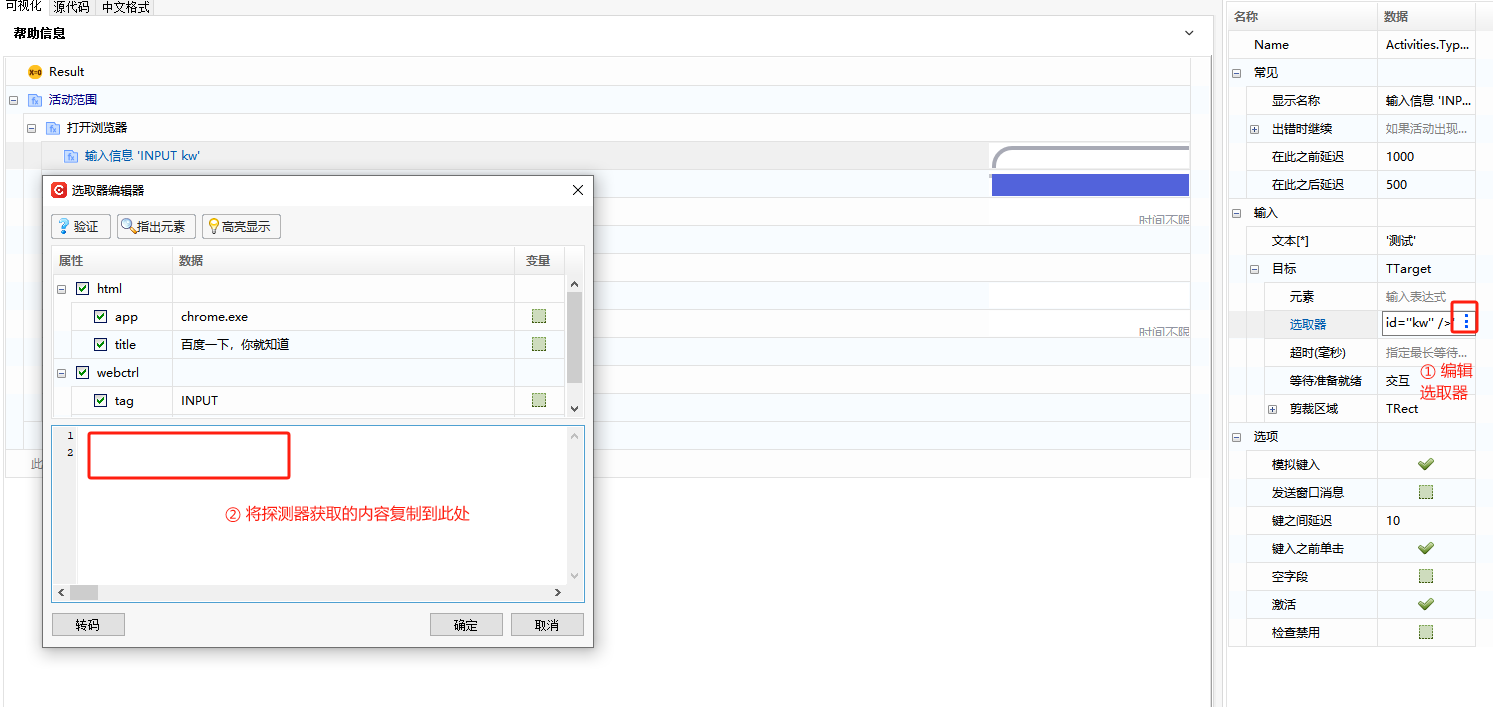 可视化 源代码 中文格式
帮助信息
Result
活动范围
打开浏览器
输入信息 'INPUT kw'
时间不限
时间不限
此
选取器编辑器
验证 指出元素 高亮显示
属性 数据 变量
html
app chrome.exe
title 百度一下，你就知道
webctrl
tag INPUT
1
2
② 将探测器获取的内容复制到此处
转码 确定 取消
名称 数据
Name Activities.Typ...
常见
显示名称 输入信息 'INP...
出错时继续 如果活动出现...
在此之前延迟 1000
在此之后延迟 500
输入
文本[*] '测试'
目标 TTarget
元素 输入表达式
选取器 id="kw" />'
超时(毫秒) 指定最长等待...
等待准备就绪 交互
① 编辑
选取器
剪裁区域 TRect
选项
模拟键入
发送窗口消息
键之间延迟 10
键入之前单击
空字段
激活
检查禁用